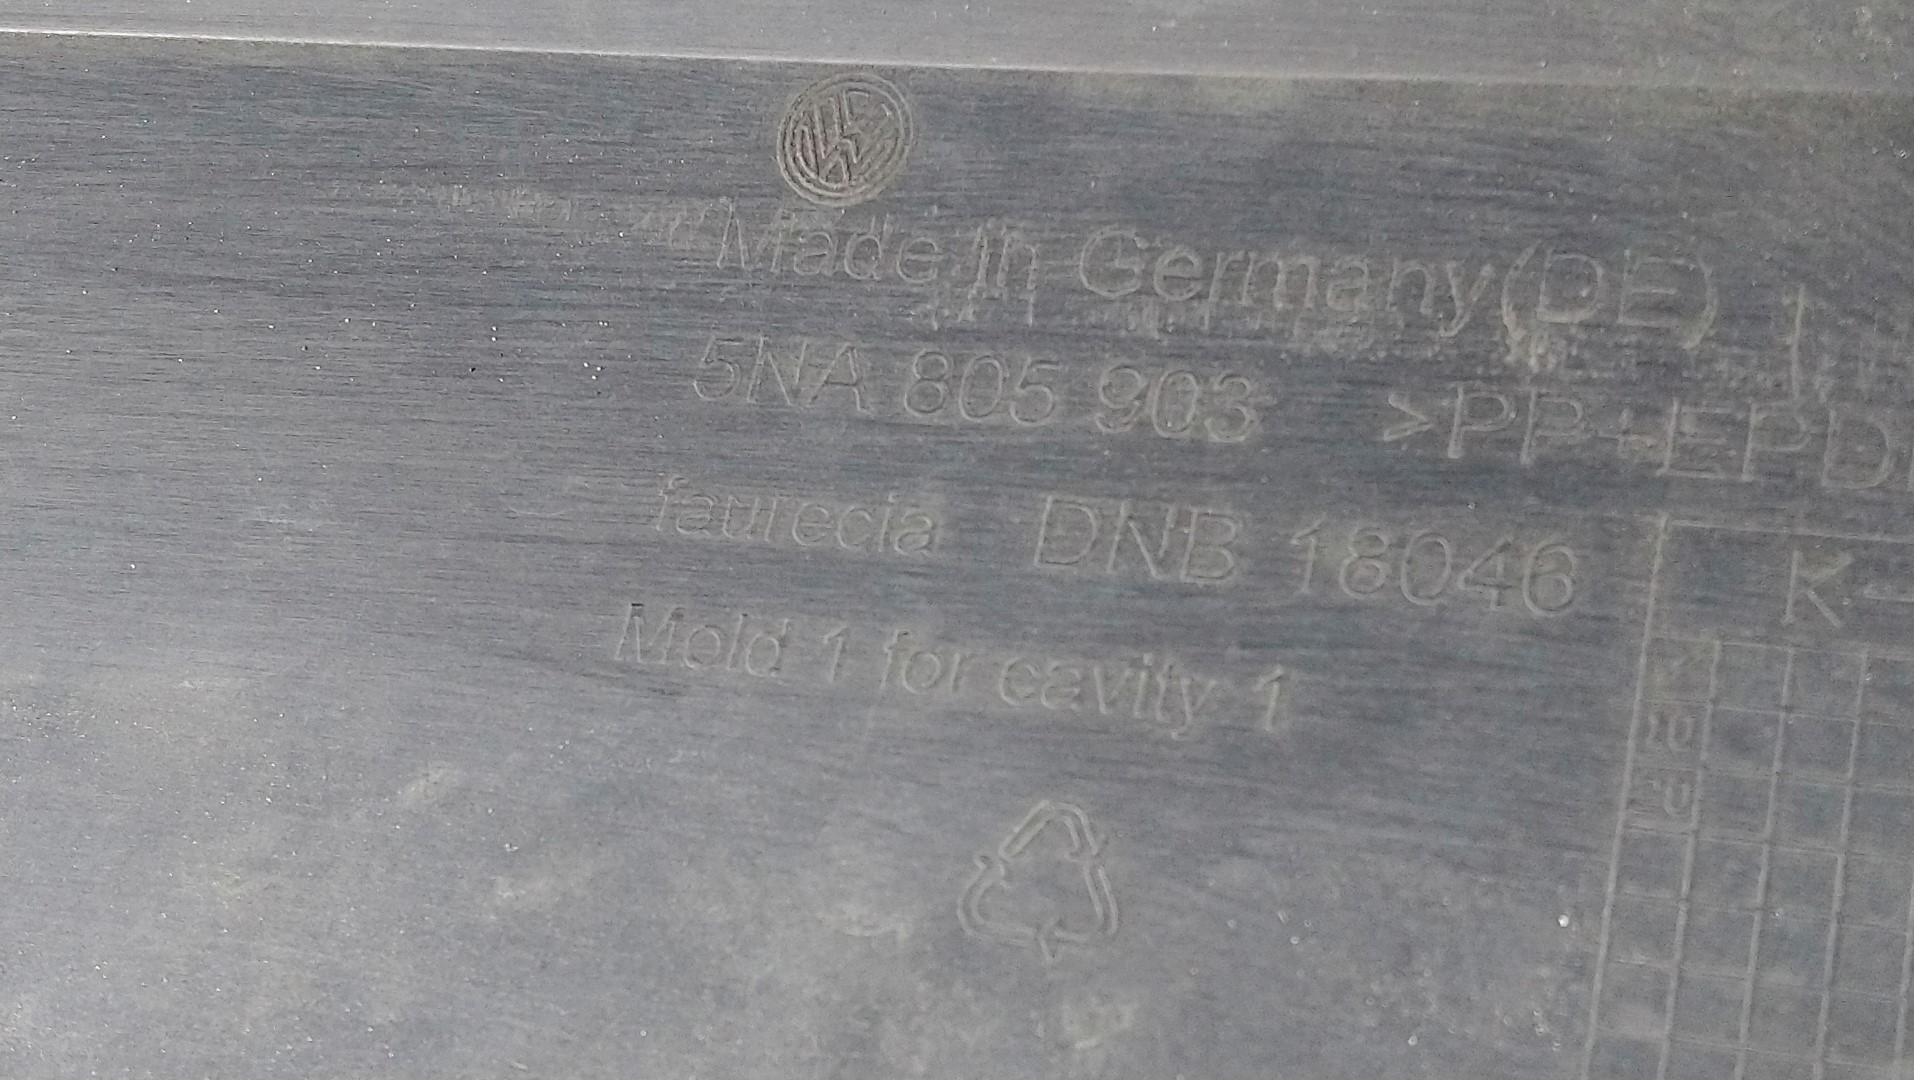 Made in Germany(DE)
5NA 805 903 >PP+EPD
faurecia DNB 18046
K-
Mold 1 for cavity 1